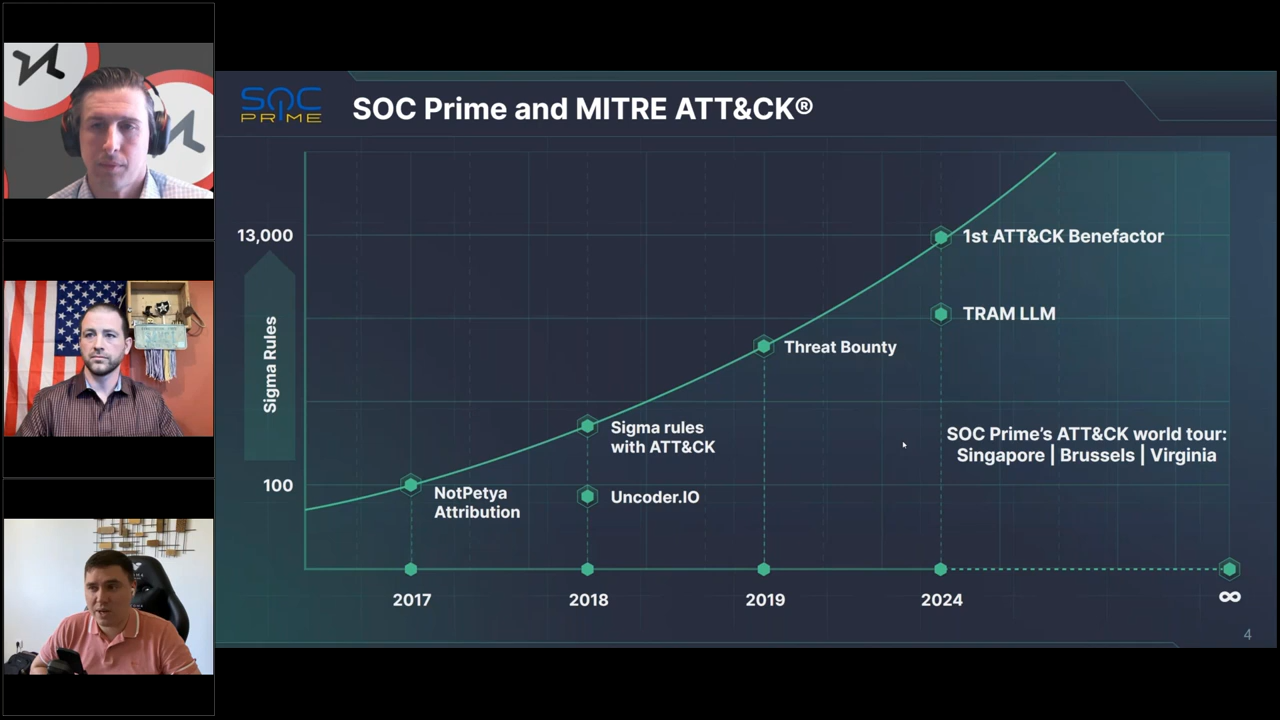 SOC
PRIME
SOC Prime and MITRE ATT&CK®
13,000
Sigma Rules
100
1st ATT&CK Benefactor
TRAM LLM
Threat Bounty
Sigma rules
with ATT&CK
SOC Prime's ATT&CK world tour:
Singapore | Brussels | Virginia
NotPetya
Attribution
Uncoder.IO
2017
2018
2019
2024
∞
4